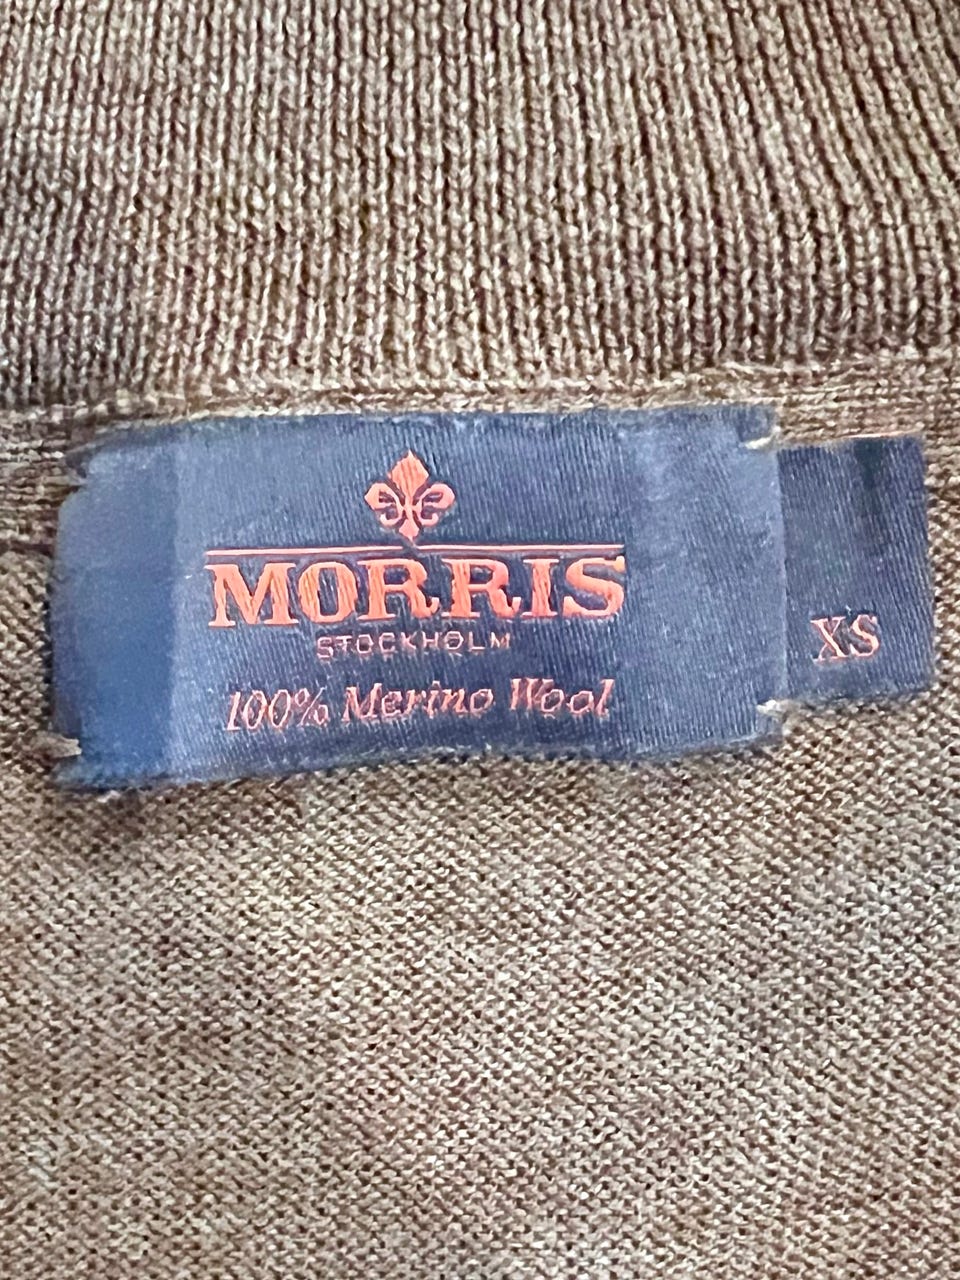 MORRIS
STOCKHOLM
100% Merino Wool
XS